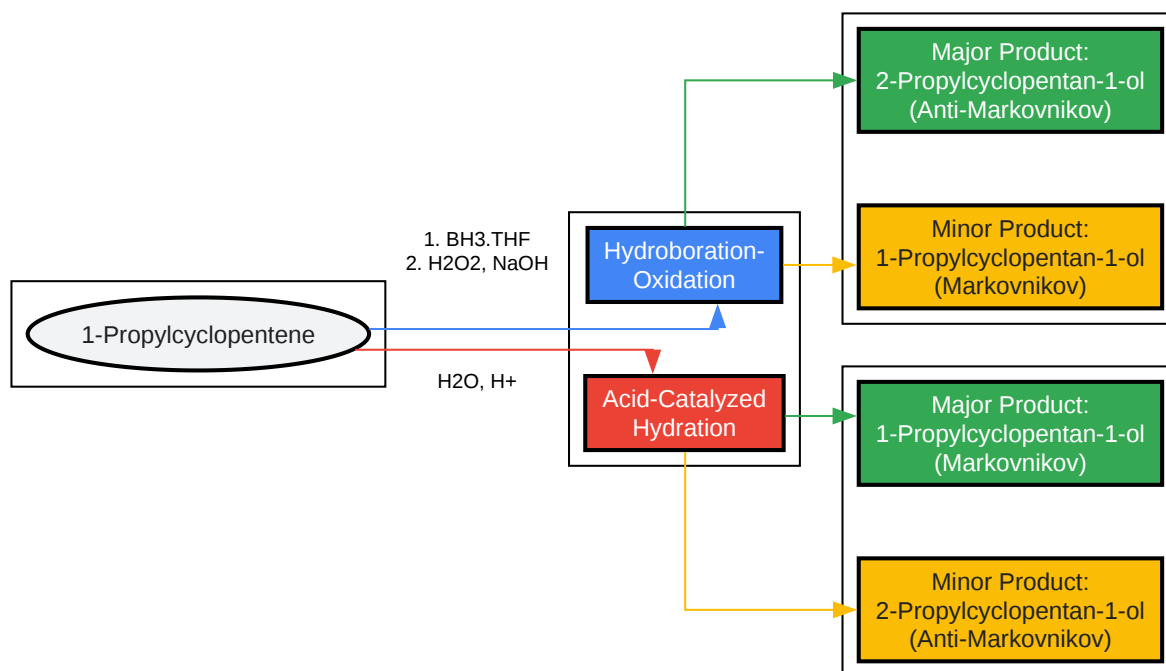 1-Propylcyclopentene
1. BH3.THF
2. H2O2, NaOH
H2O, H+
Hydroboration-
Oxidation
Acid-Catalyzed
Hydration
Major Product:
2-Propylcyclopentan-1-ol
(Anti-Markovnikov)
Minor Product:
1-Propylcyclopentan-1-ol
(Markovnikov)
Major Product:
1-Propylcyclopentan-1-ol
(Markovnikov)
Minor Product:
2-Propylcyclopentan-1-ol
(Anti-Markovnikov)